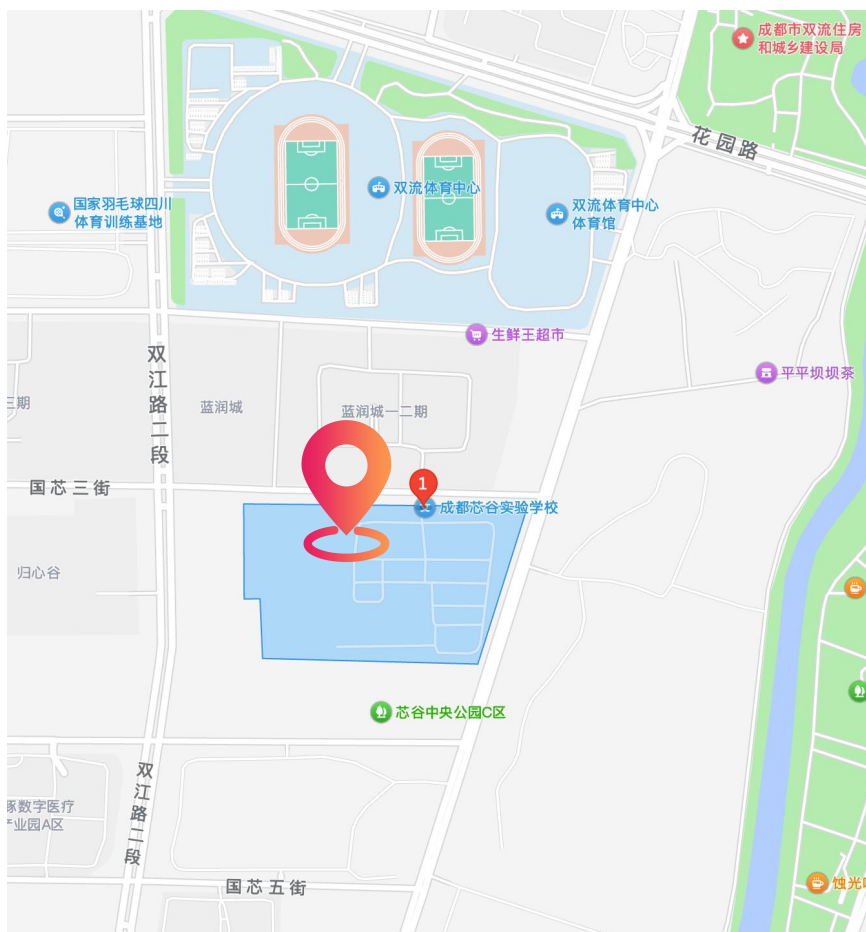 成都市双流住房
和城乡建设局
花园路
国家羽毛球四川
体育训练基地
双流体育中心
双流体育中心
体育馆
生鲜王超市
双江路二段
平平坝坝茶
三期
蓝润城
蓝润城一二期
国芯三街
1
成都芯谷实验学校
归心谷
芯谷中央公园C区
双江路二段
数字医疗
业园A区
国芯五街
蚀光